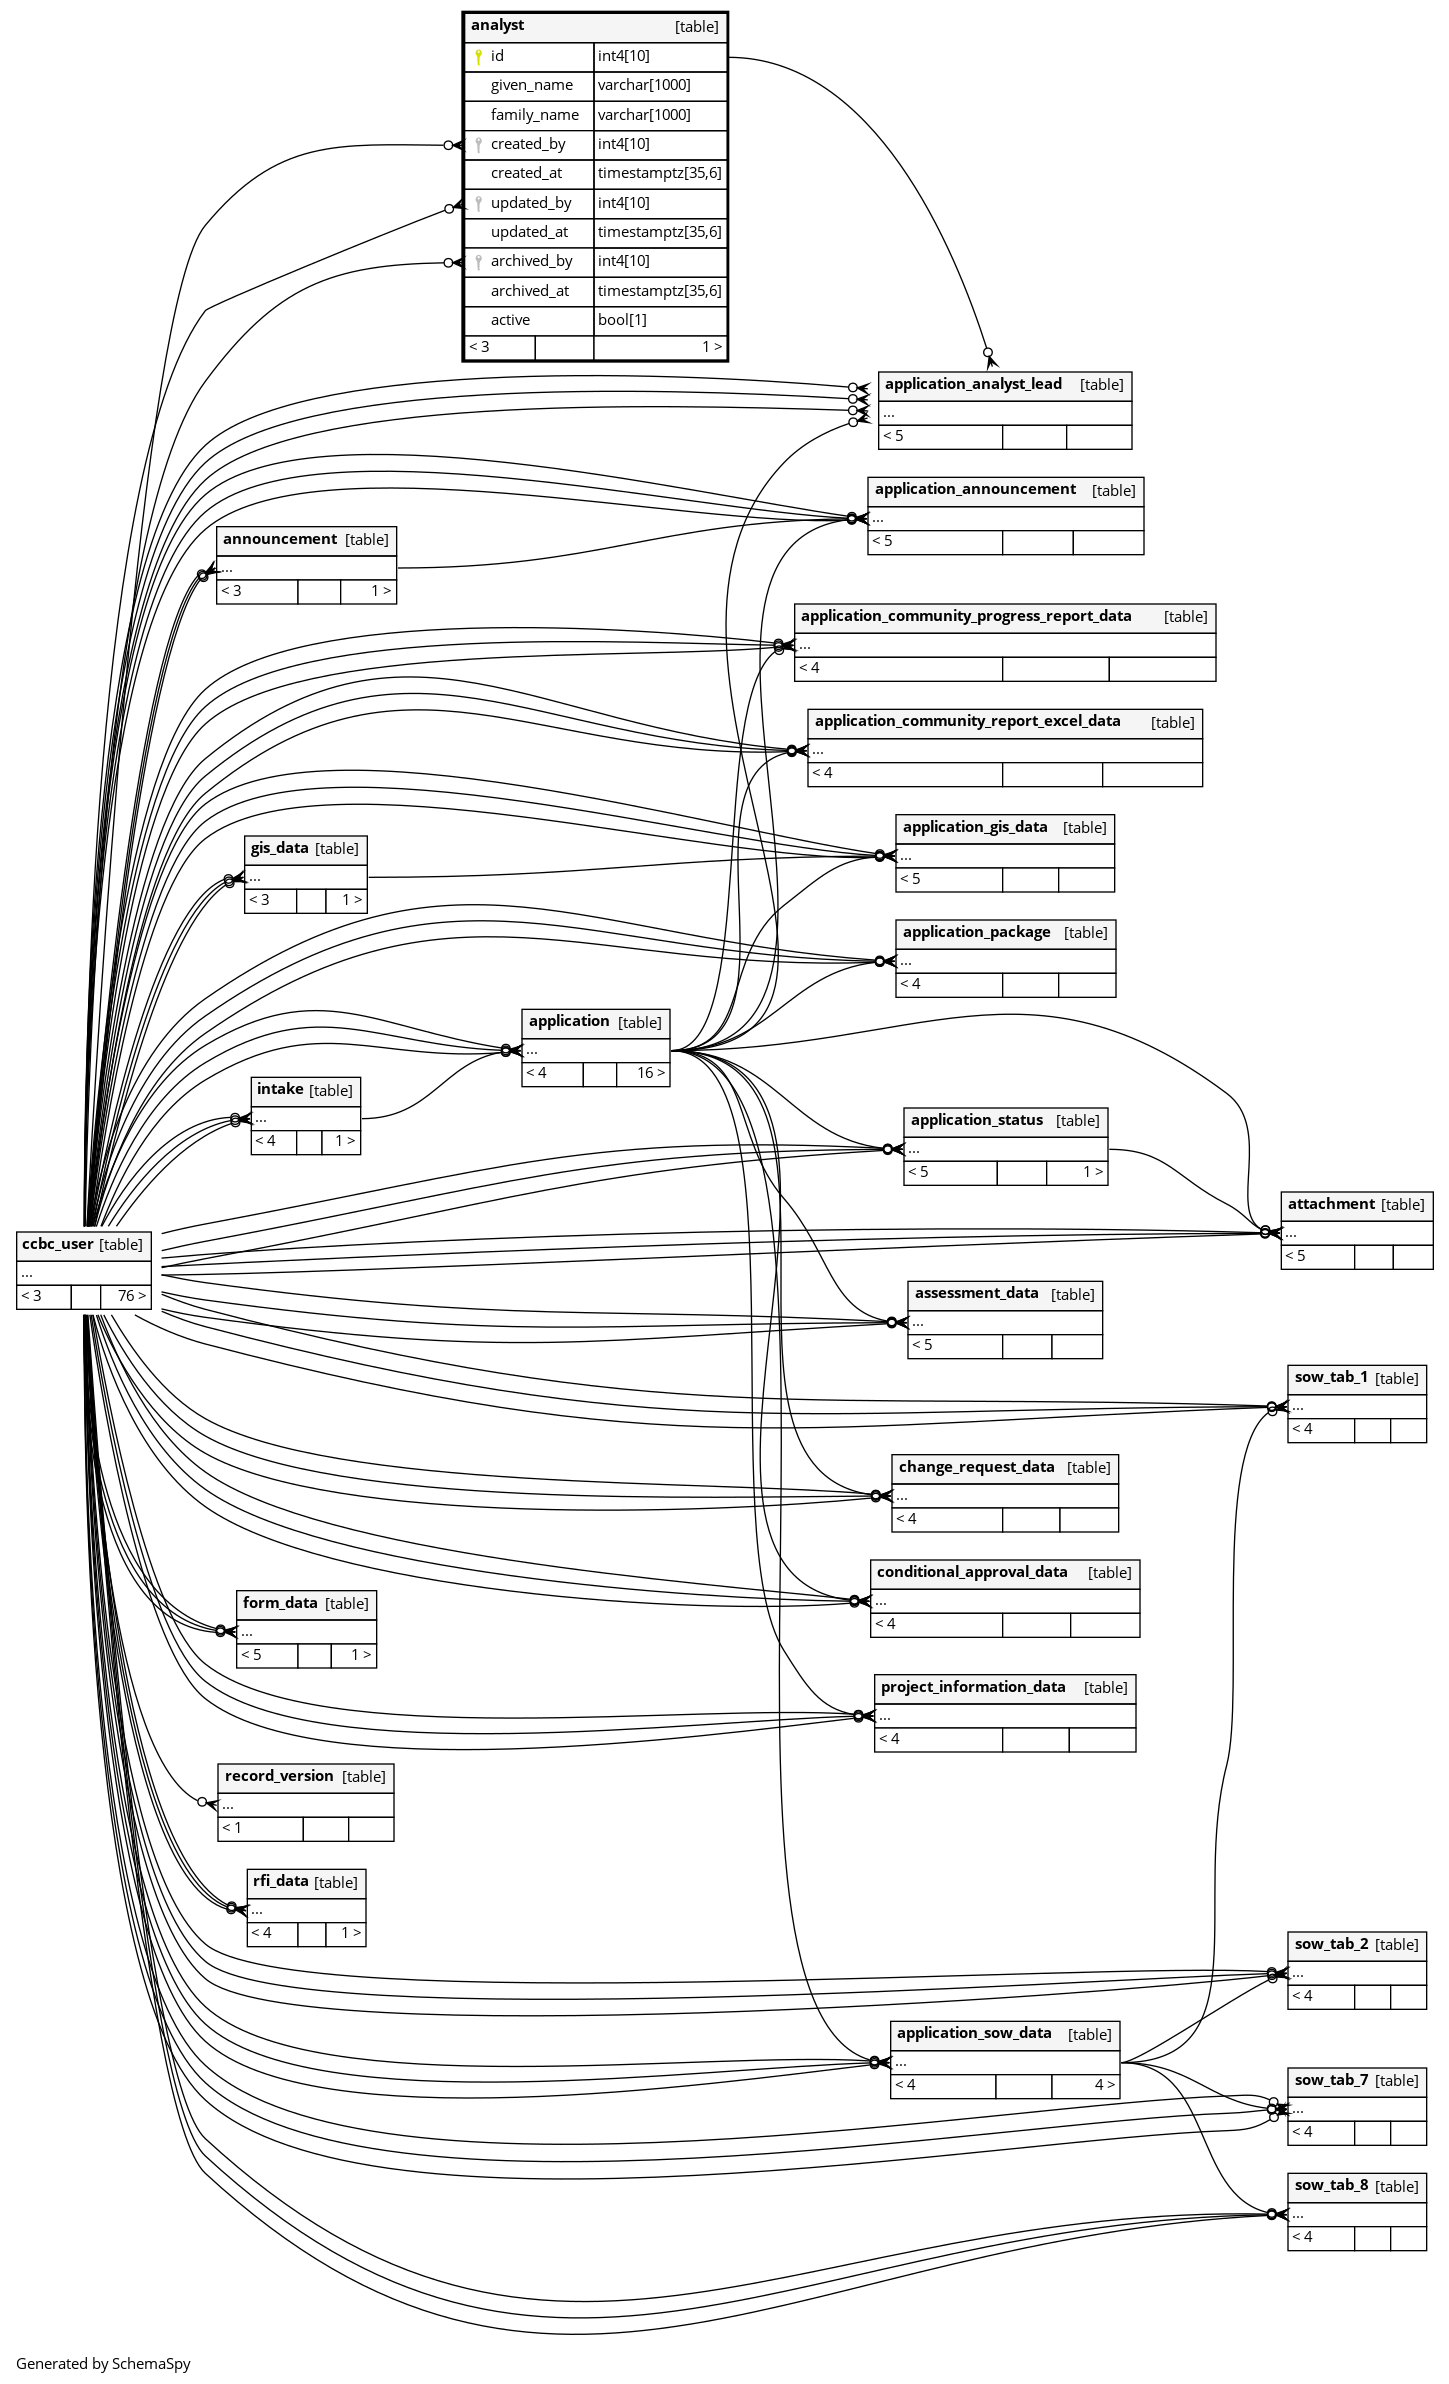 analyst [table]
id int4[10]
given_name varchar[1000]
family_name varchar[1000]
created_by int4[10]
created_at timestamptz[35,6]
updated_by int4[10]
updated_at timestamptz[35,6]
archived_by int4[10]
archived_at timestamptz[35,6]
active bool[1]
< 3 1 >
application_analyst_lead [table]
...
< 5
application_announcement [table]
...
< 5
announcement [table]
...
< 3 1 >
application_community_progress_report_data [table]
...
< 4
application_community_report_excel_data [table]
...
< 4
application_gis_data [table]
...
< 5
gis_data [table]
...
< 3 1 >
application_package [table]
...
< 4
application [table]
...
< 4 16 >
intake [table]
...
< 4 1 >
application_status [table]
...
< 5 1 >
attachment [table]
...
< 5
ccbc_user [table]
...
< 3 76 >
assessment_data [table]
...
< 5
sow_tab_1 [table]
...
< 4
change_request_data [table]
...
< 4
conditional_approval_data [table]
...
< 4
form_data [table]
...
< 5 1 >
project_information_data [table]
...
< 4
record_version [table]
...
< 1
rfi_data [table]
...
< 4 1 >
sow_tab_2 [table]
...
< 4
application_sow_data [table]
...
< 4 4 >
sow_tab_7 [table]
...
< 4
sow_tab_8 [table]
...
< 4
Generated by SchemaSpy